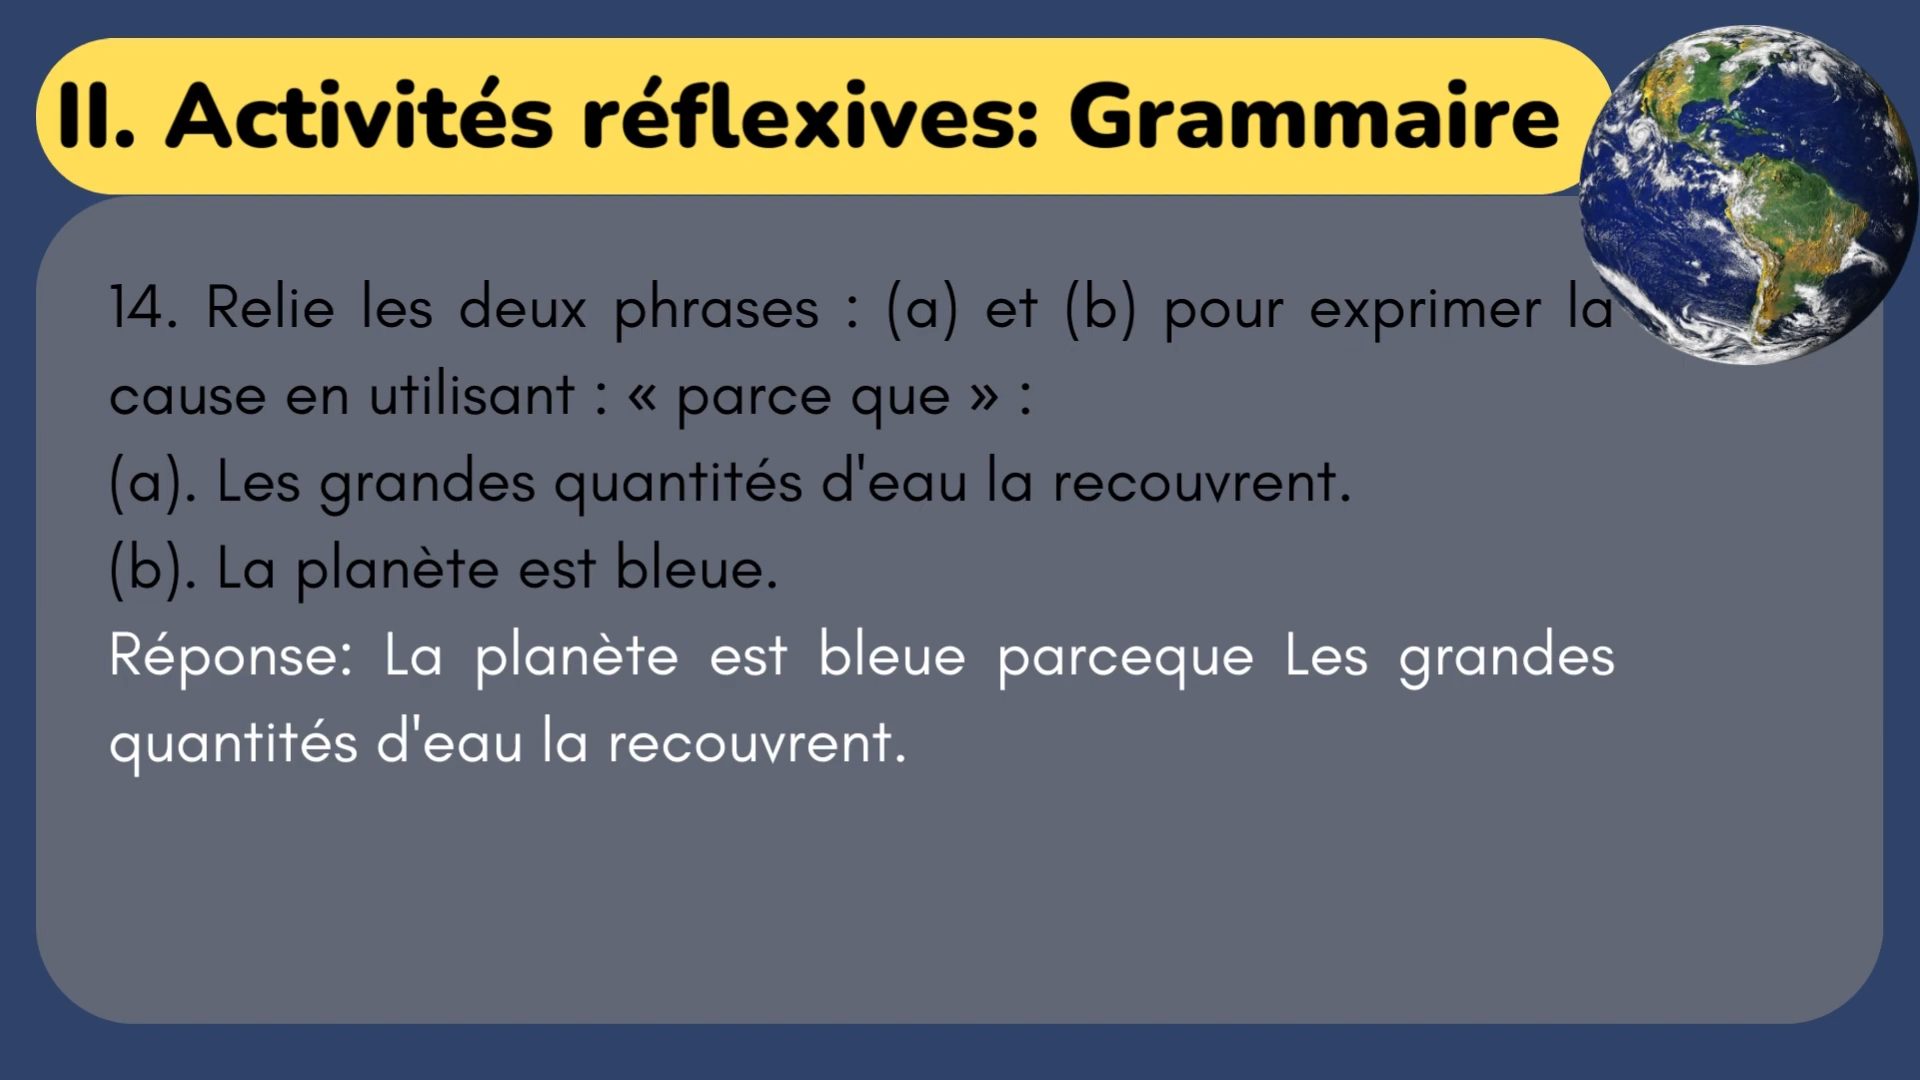 II. Activités réflexives: Grammaire
14. Relie les deux phrases : (a) et (b) pour exprimer la
cause en utilisant : « parce que » :
(a). Les grandes quantités d'eau la recouvrent.
(b). La planète est bleue.
Réponse: La planète est bleue parceque Les grandes
quantités d'eau la recouvrent.